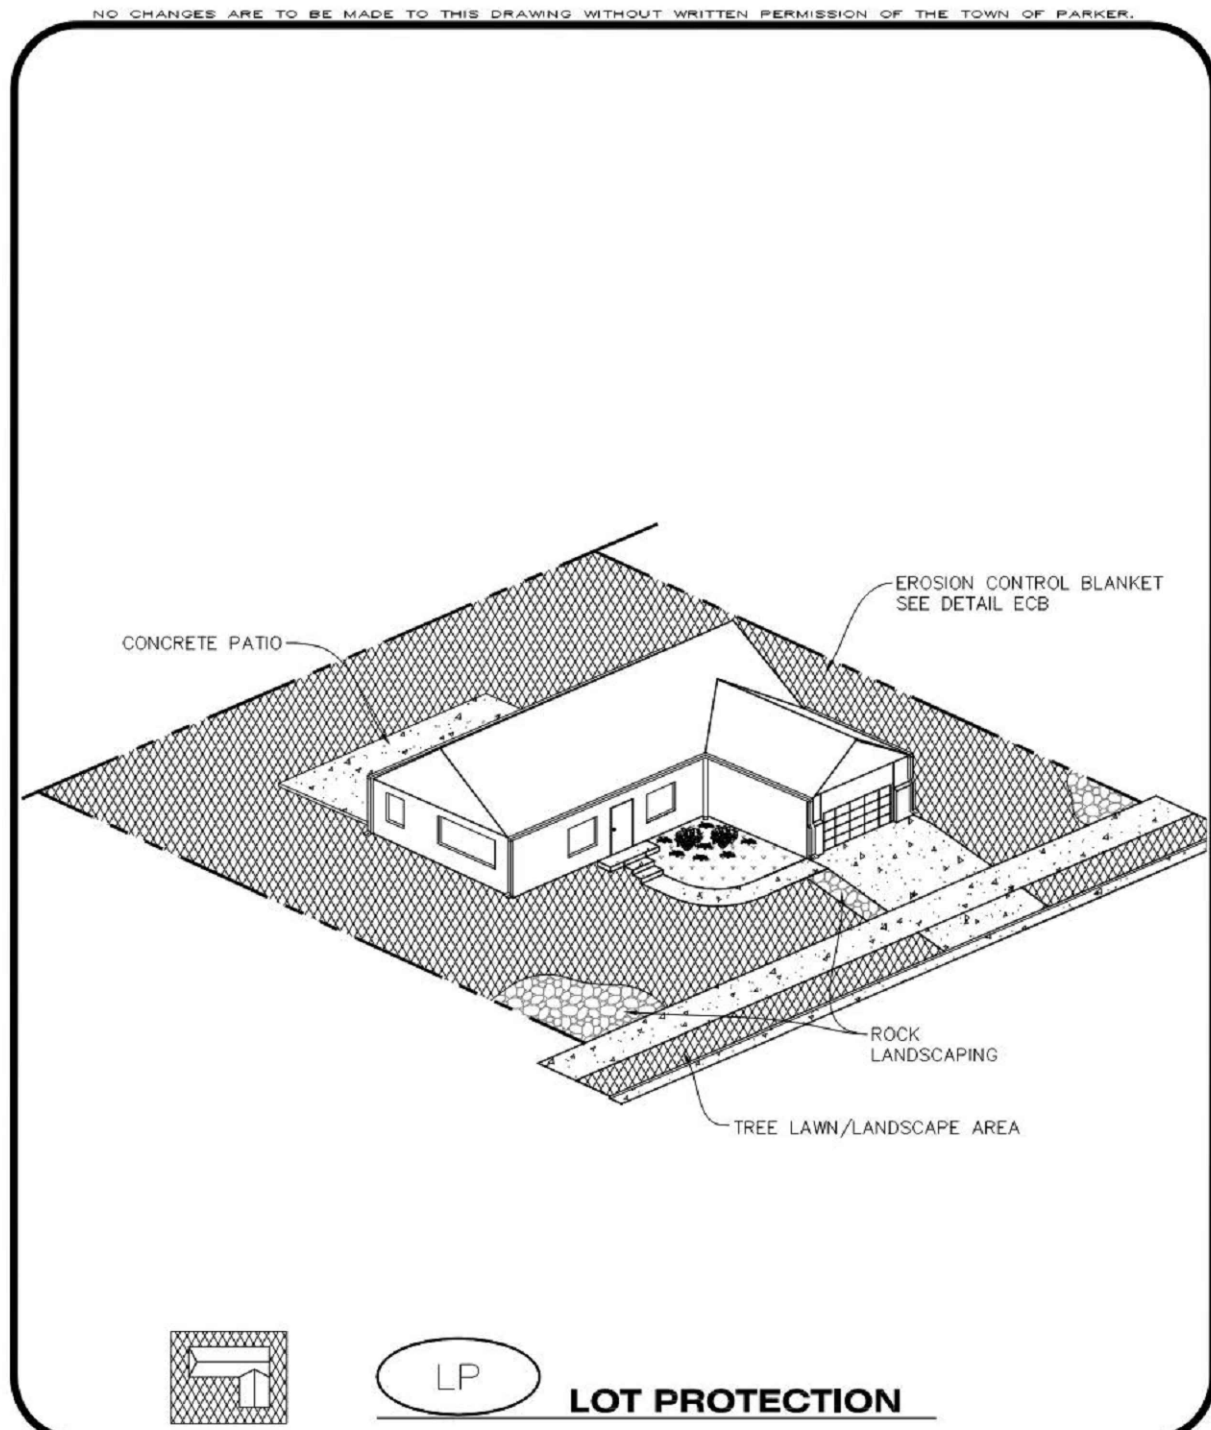 NO CHANGES ARE TO BE MADE TO THIS DRAWING WITHOUT WRITTEN PERMISSION OF THE TOWN OF PARKER.
EROSION CONTROL BLANKET
SEE DETAIL ECB
CONCRETE PATIO
ROCK
LANDSCAPING
TREE LAWN/LANDSCAPE AREA
LP
LOT PROTECTION